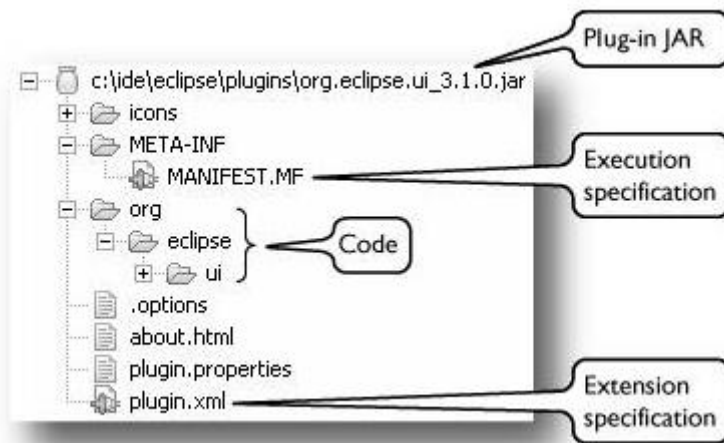 Plug-in JAR
c:\ide\eclipse\plugins\org.eclipse.ui_3.1.0.jar
icons
META-INF
MANIFEST.MF
Execution
specification
org
eclipse
Code
ui
.options
about.html
plugin.properties
plugin.xml
Extension
specification